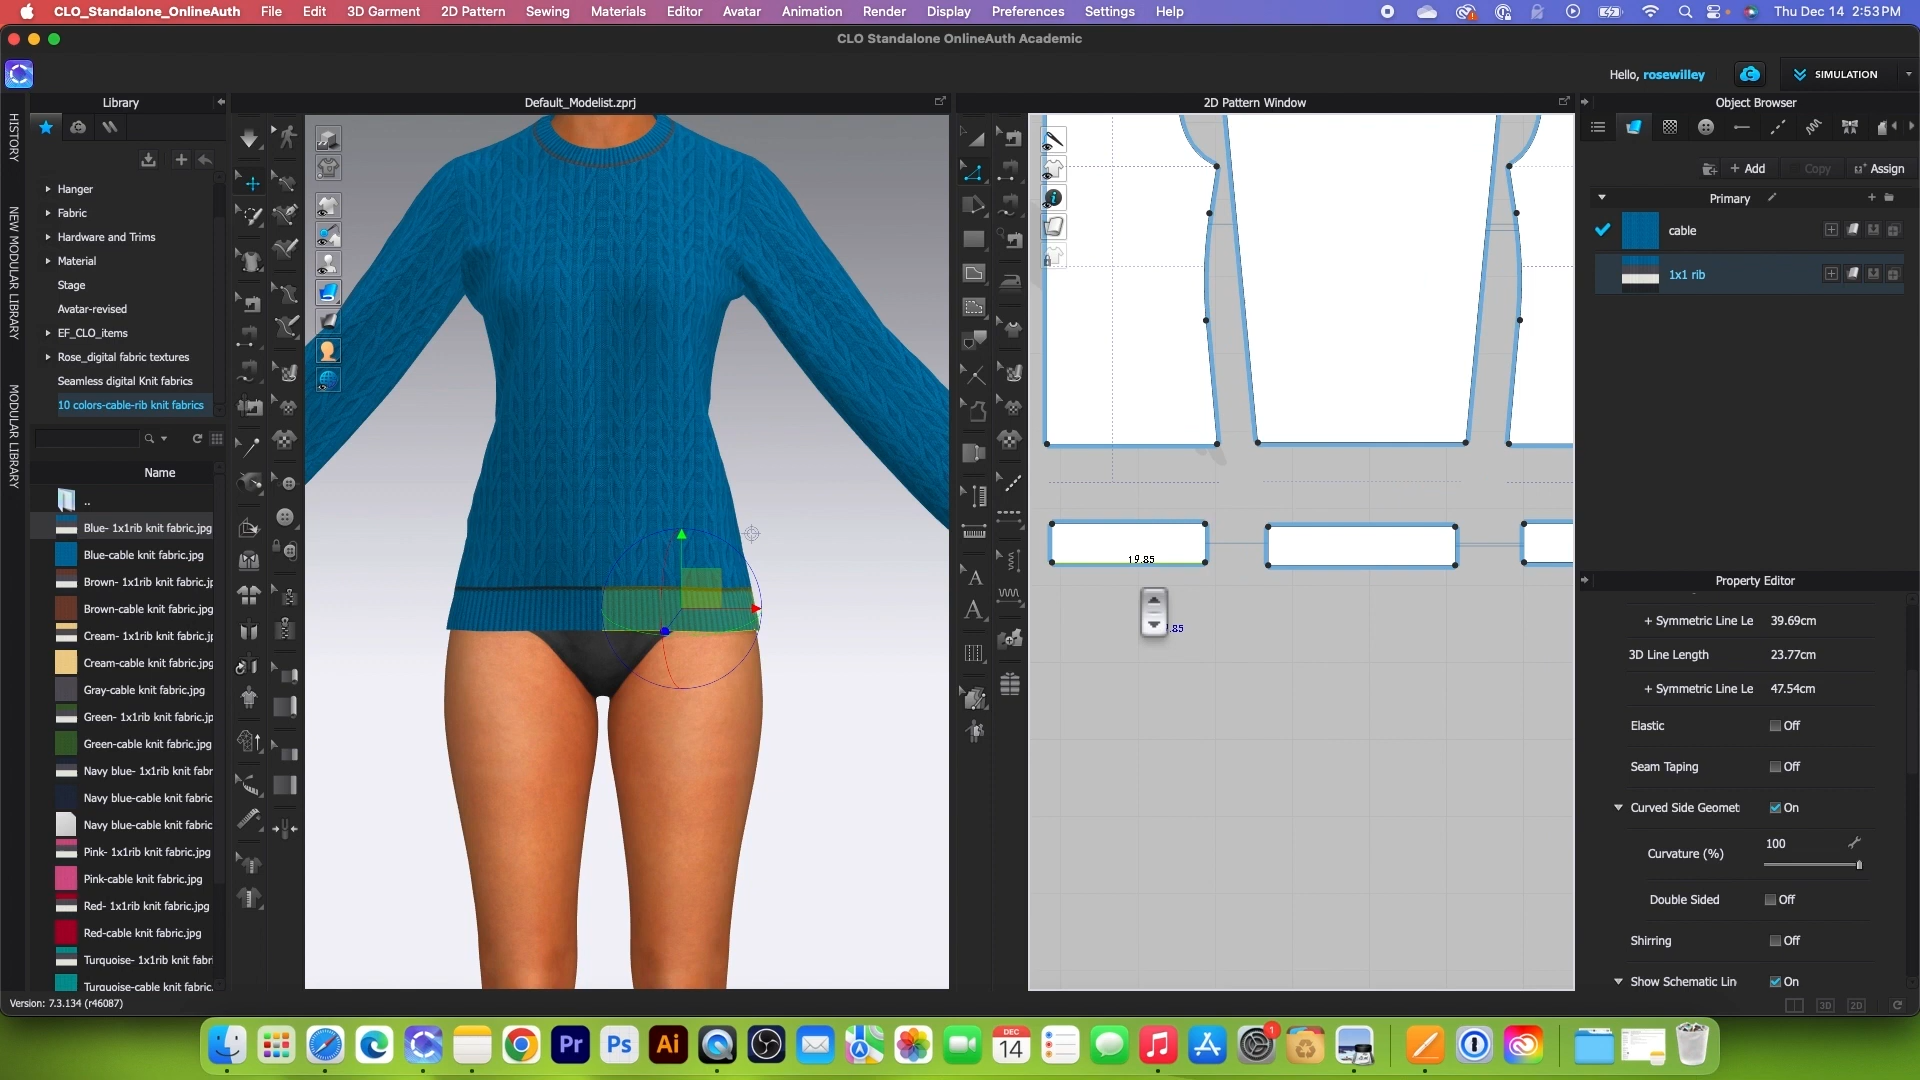 CLO_Standalone_OnlineAuth File Edit 3D Garment 2D Pattern Sewing Materials Editor Avatar Animation Render Display Preferences Settings Help Thu Dec 14 2:53PM
CLO Standalone OnlineAuth Academic
Hello, rosewilley SIMULATION
Library Default_Modelist.zprj 2D Pattern Window Object Browser
HISTORY
NEW MODULAR LIBRARY
MODULAR LIBRARY
Hanger
Fabric
Hardware and Trims
Material
Stage
Avatar-revised
EF_CLO_items
Rose_digital fabric textures
Seamless digital Knit fabrics
10 colors-cable-rib knit fabrics
Name
..
Blue- 1x1rib knit fabric.jpg
Blue-cable knit fabric.jpg
Brown- 1x1rib knit fabric.jp
Brown-cable knit fabric.jpg
Cream- 1x1rib knit fabric.jp
Cream-cable knit fabric.jpg
Gray-cable knit fabric.jpg
Green- 1x1rib knit fabric.jp
Green-cable knit fabric.jpg
Navy blue- 1x1rib knit fabr
Navy blue-cable knit fabric
Navy blue-cable knit fabric
Pink- 1x1rib knit fabric.jpg
Pink-cable knit fabric.jpg
Red- 1x1rib knit fabric.jpg
Red-cable knit fabric.jpg
Turquoise- 1x1rib knit fabr
Turquoise-cable knit fabric.
Version: 7.3.134 (r46087)
19.85
.85
+ Add Copy Assign
Primary
cable
1x1 rib
Property Editor
+ Symmetric Line Le 39.69cm
3D Line Length 23.77cm
+ Symmetric Line Le 47.54cm
Elastic Off
Seam Taping Off
Curved Side Geomet On
Curvature (%) 100
Double Sided Off
Shirring Off
Show Schematic Lin On
3D 2D
Pr Ps Ai DEC 14 1